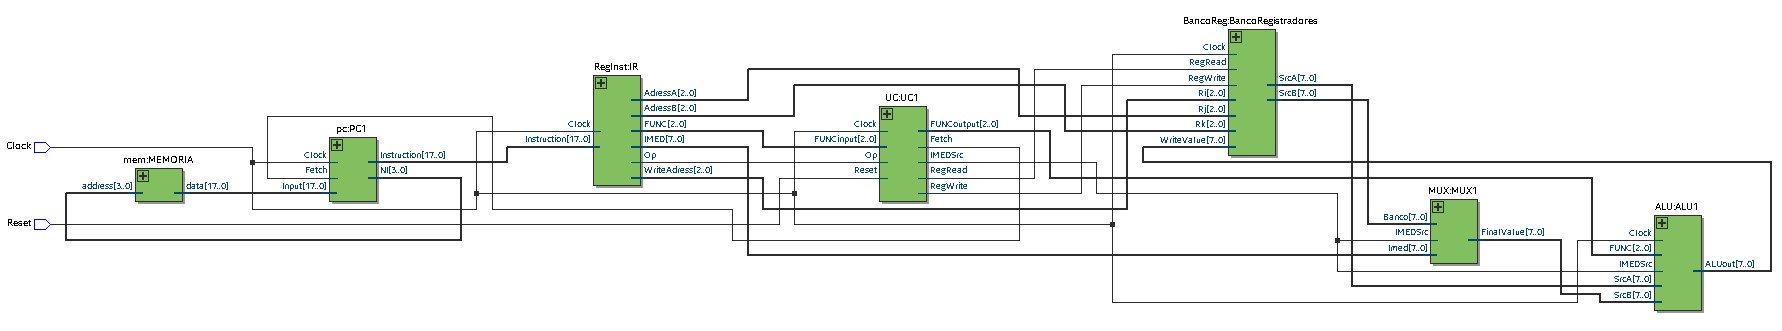 BancoReg:BancoRegistradores
Clock
RegRead
RegWrite
Ri[2..0]
Rj[2..0]
Rk[2..0]
WriteValue[7..0]
SrcA[7..0]
SrcB[7..0]
RegInst:IR
Clock
Instruction[17..0]
AdressA[2..0]
AdressB[2..0]
FUNC[2..0]
IMED[7..0]
Op
WriteAdress[2..0]
UC:UC1
Clock
FUNCinput[2..0]
Op
Reset
FUNCoutput[2..0]
Fetch
IMEDSrc
RegRead
RegWrite
pc:PC1
Clock
Fetch
Input[17..0]
Instruction[17..0]
NI[3..0]
Clock
mem:MEMORIA
address[3..0]
data[17..0]
Reset
MUX:MUX1
Banco[7..0]
IMEDSrc
Imed[7..0]
FinalValue[7..0]
ALU:ALU1
Clock
FUNC[2..0]
IMEDSrc
SrcA[7..0]
SrcB[7..0]
ALUout[7..0]